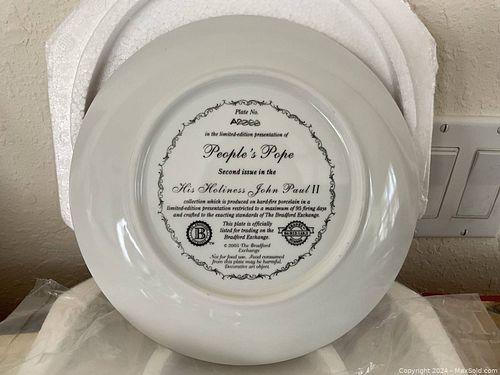 Plate No.
in the limited-edition presentation of
People's Pope
Second issue in the
His Holiness John Paul II
collection which is produced on hard-fire porcelain in a
limited-edition presentation restricted to a maximum of 95 firing days
and crafted to the exacting standards of The Bradford Exchange.
This plate is officially
listed for trading on the
Bradford Exchange.
B
© 2005 The Bradford
Exchange
Not for food use. Food consumed
from this plate may be harmful.
Decorative art object.
Copyright 2024 - MaxSold.com